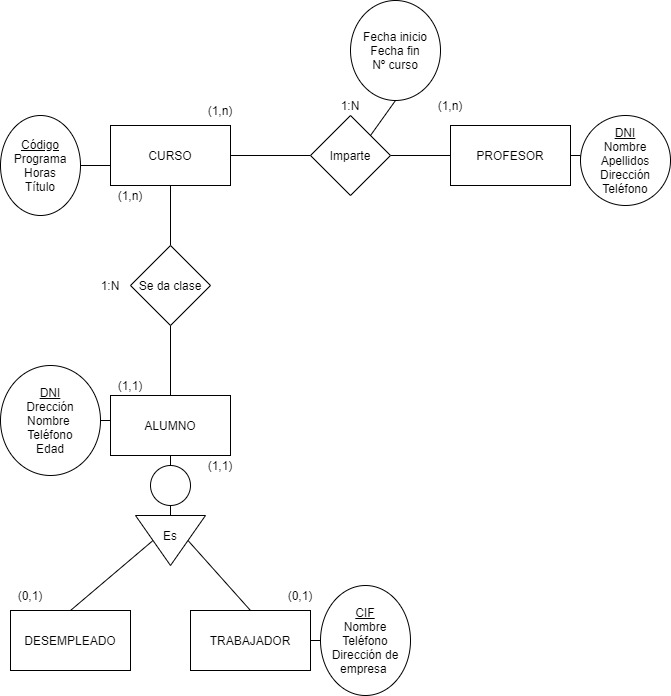 Fecha inicio
Fecha fin
Nº curso
(1,n)
1:N
(1,n)
Código
Programa
Horas
Título
CURSO
Imparte
PROFESOR
DNI
Nombre
Apellidos
Dirección
Teléfono
(1,n)
1:N
Se da clase
(1,1)
DNI
Drección
Nombre
Teléfono
Edad
ALUMNO
(1,1)
Es
(0,1)
(0,1)
DESEMPLEADO
TRABAJADOR
CIF
Nombre
Teléfono
Dirección de
empresa